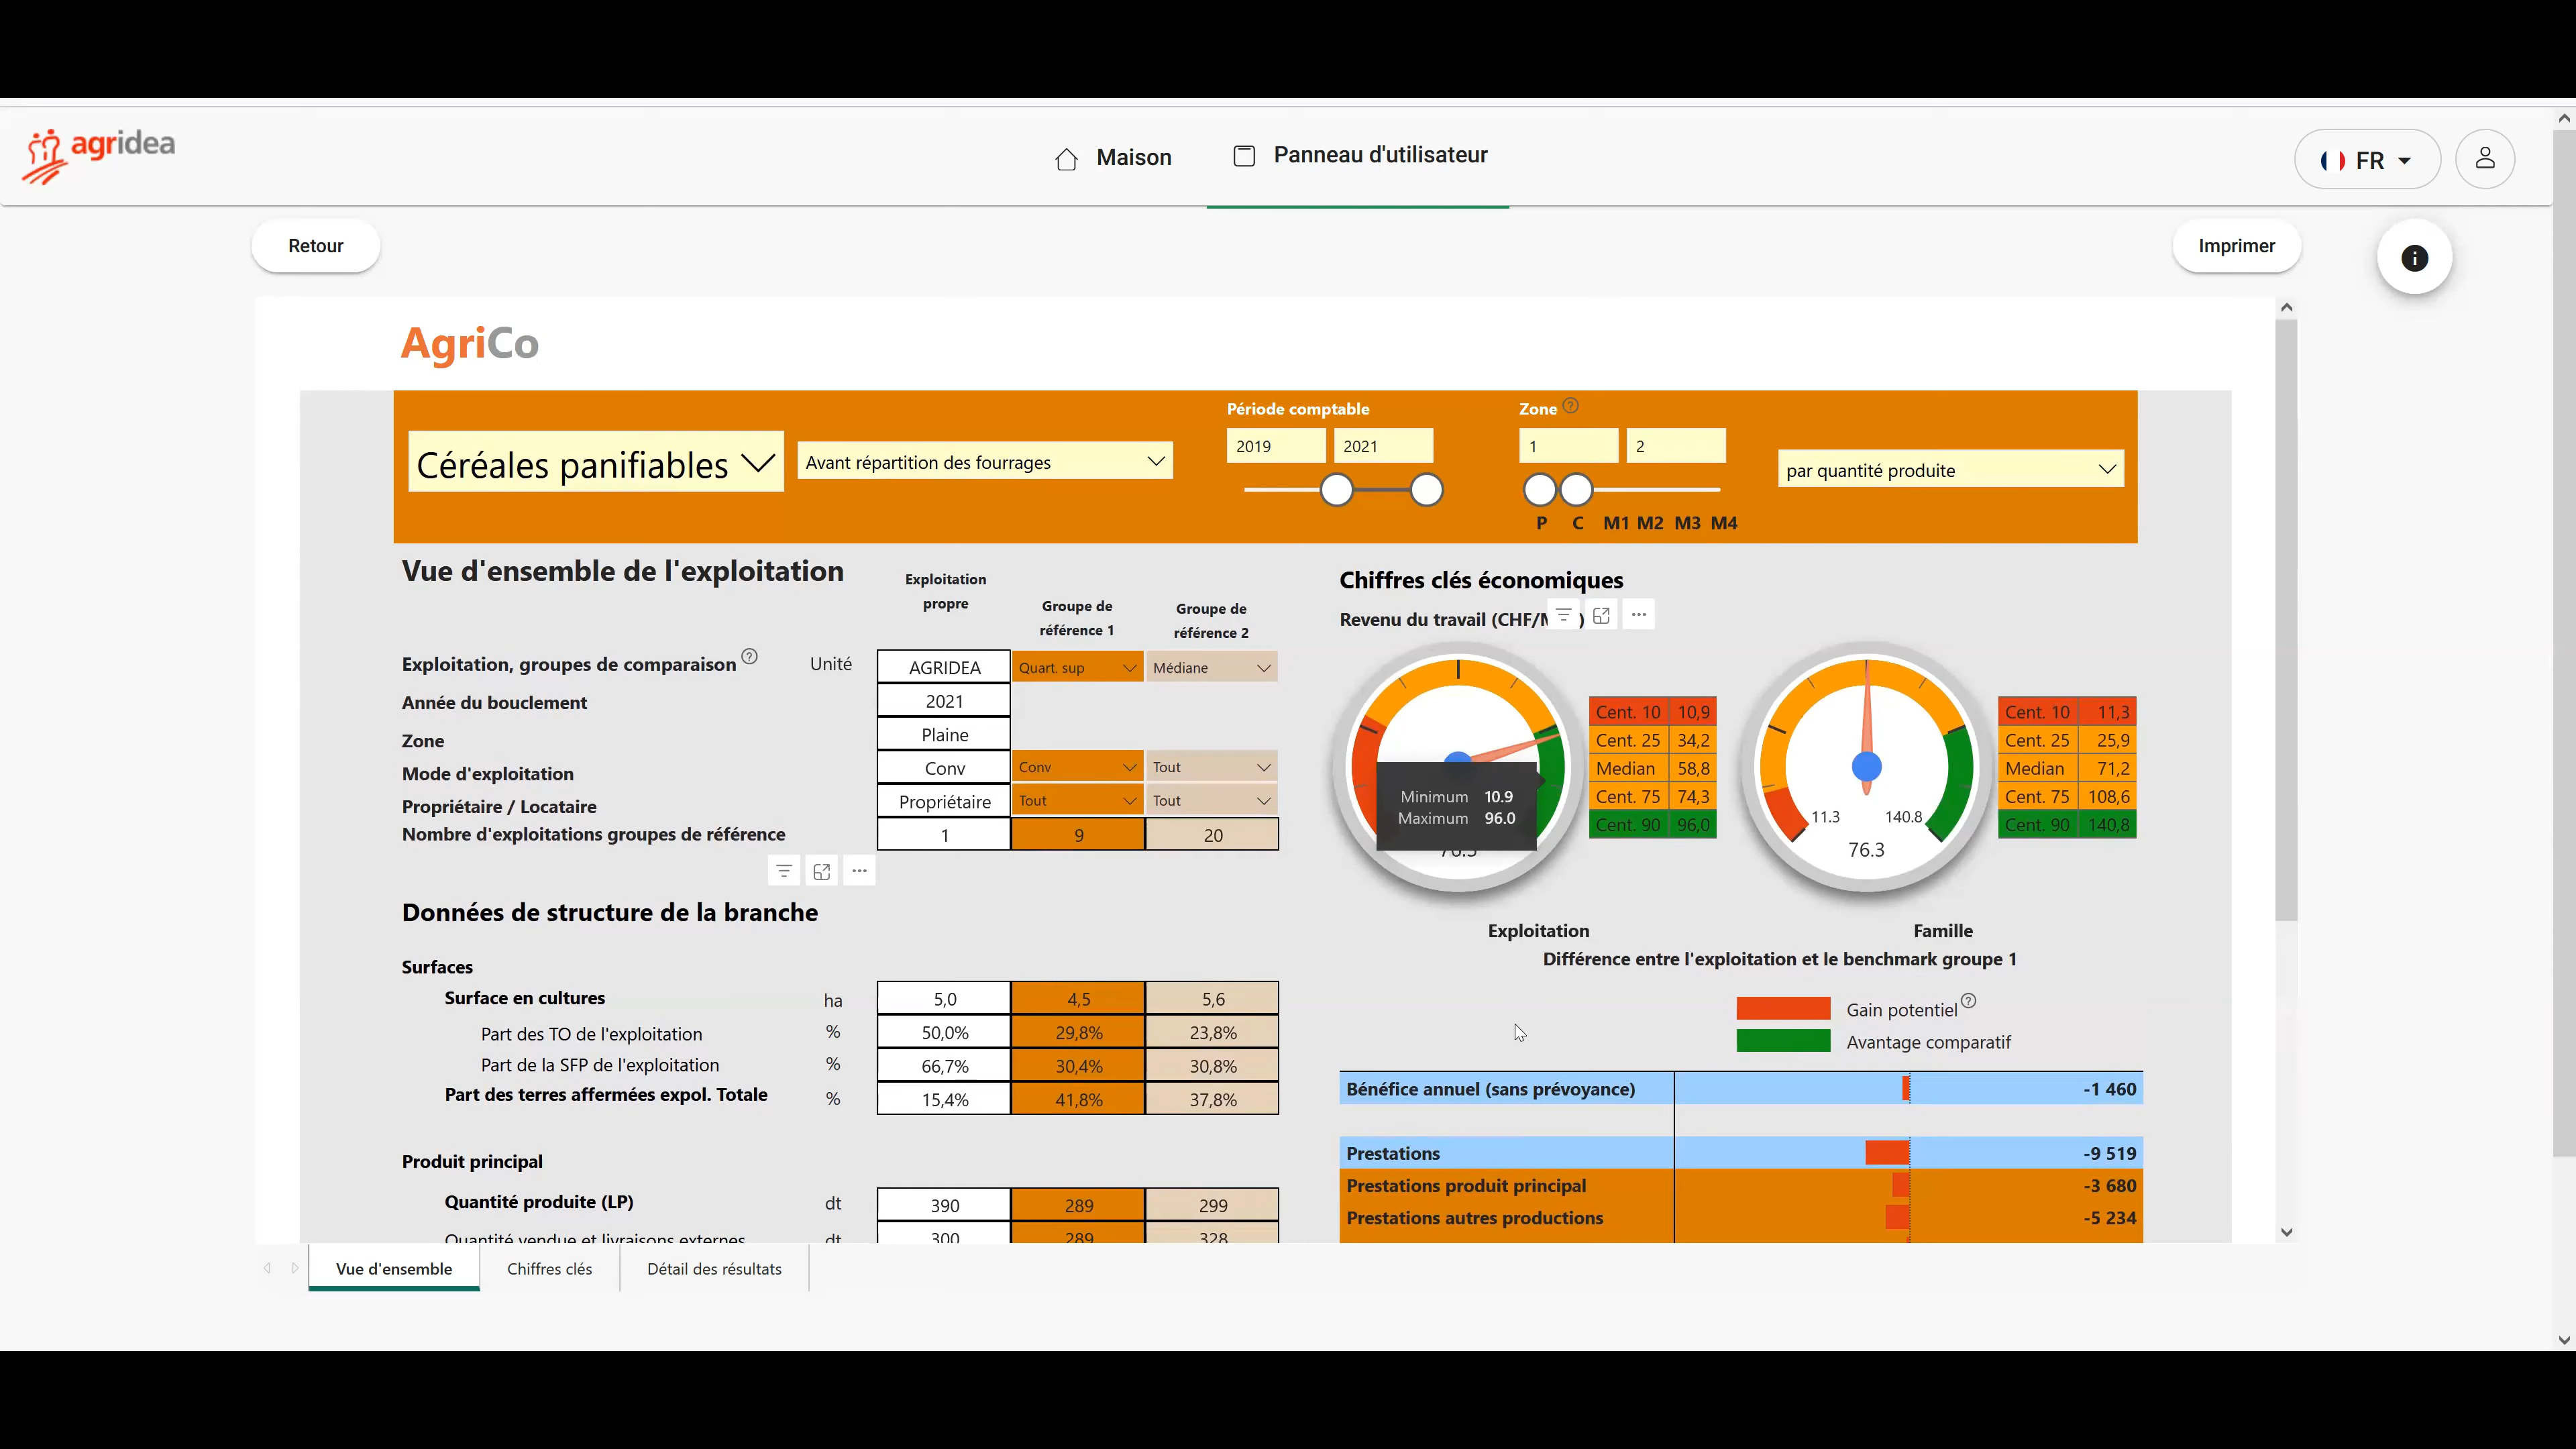 agridea
Maison
Panneau d'utilisateur
FR
Retour
Imprimer
AgriCo
Céréales panifiables
Avant répartition des fourrages
Période comptable
2019 2021
Zone
1 2
P C M1 M2 M3 M4
par quantité produite
Vue d'ensemble de l'exploitation
Exploitation
propre
Groupe de
référence 1
Groupe de
référence 2
Exploitation, groupes de comparaison Unité AGRIDEA Quart. sup Médiane
Année du bouclement 2021
Zone Plaine
Mode d'exploitation Conv Conv Tout
Propriétaire / Locataire Propriétaire Tout Tout
Nombre d'exploitations groupes de référence 1 9 20
Données de structure de la branche
Surfaces
Surface en cultures ha 5,0 4,5 5,6
Part des TO de l'exploitation % 50,0% 29,8% 23,8%
Part de la SFP de l'exploitation % 66,7% 30,4% 30,8%
Part des terres affermées expol. Totale % 15,4% 41,8% 37,8%
Produit principal
Quantité produite (LP) dt 390 289 299
Quantité vendue et livraisons externes dt 300 289 328
Chiffres clés économiques
Revenu du travail (CHF/
Minimum 10.9
Maximum 96.0
Cent. 10 10,9
Cent. 25 34,2
Median 58,8
Cent. 75 74,3
Cent. 90 96,0
11.3 140.8
76.3
Cent. 10 11,3
Cent. 25 25,9
Median 71,2
Cent. 75 108,6
Cent. 90 140,8
Exploitation Famille
Différence entre l'exploitation et le benchmark groupe 1
Gain potentiel
Avantage comparatif
Bénéfice annuel (sans prévoyance) -1 460
Prestations -9 519
Prestations produit principal -3 680
Prestations autres productions -5 234
Vue d'ensemble Chiffres clés Détail des résultats